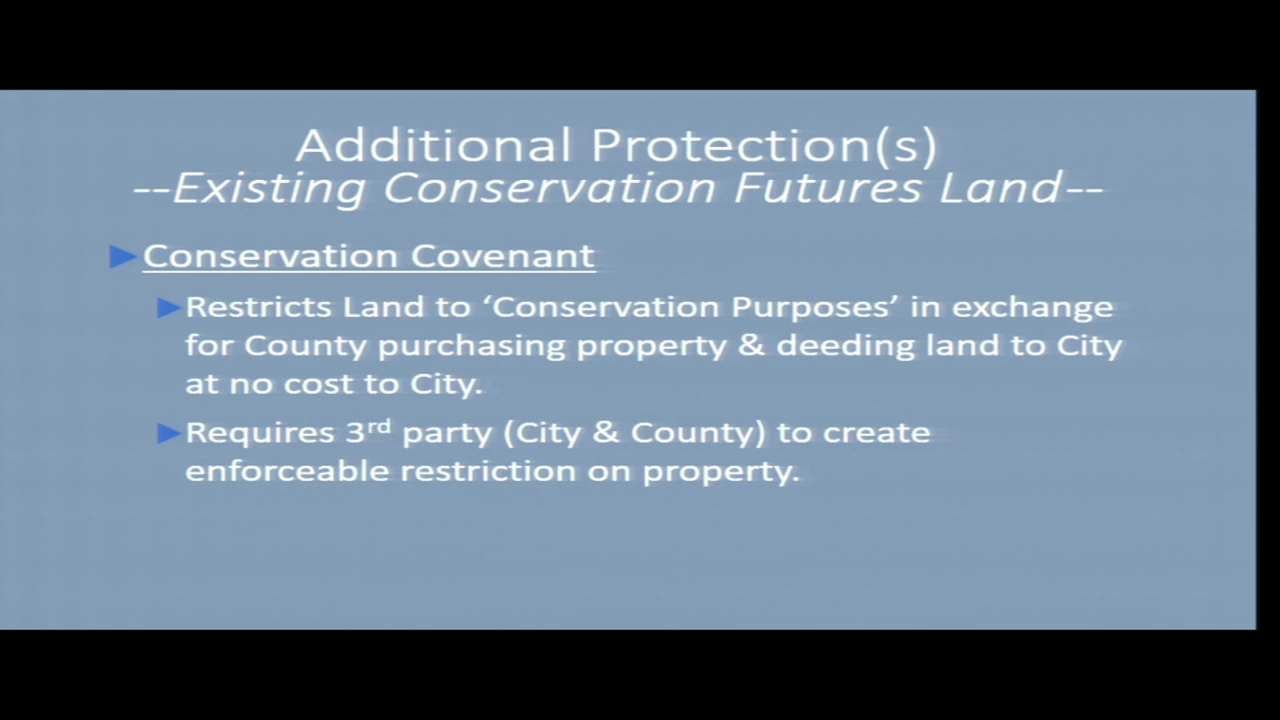 Additional Protection(s)
--Existing Conservation Futures Land--
Conservation Covenant
Restricts Land to ‘Conservation Purposes’ in exchange
for County purchasing property & deeding land to City
at no cost to City.
Requires 3rd party (City & County) to create
enforceable restriction on property.